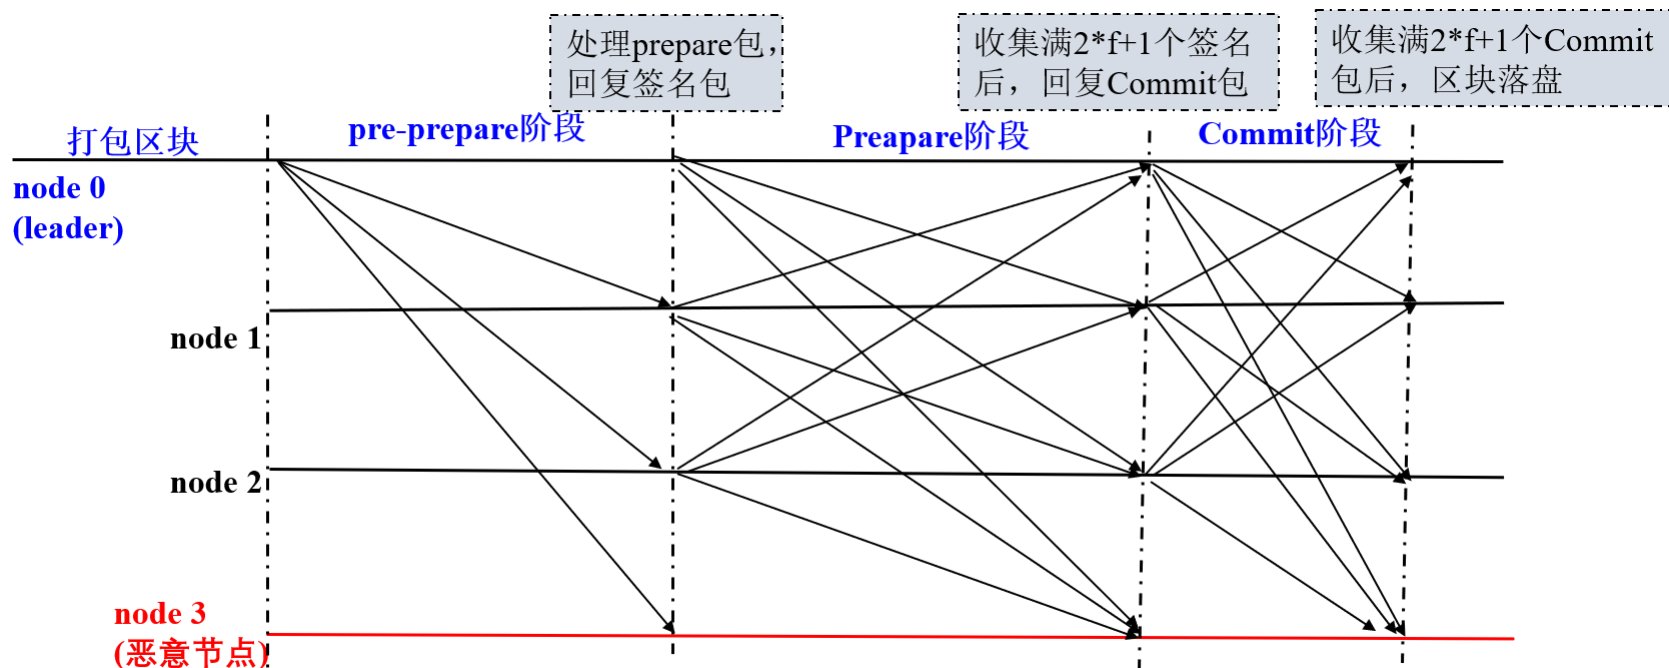 处理prepare包，
回复签名包
收集满2*f+1个签名
后，回复Commit包
收集满2*f+1个Commit
包后，区块落盘
打包区块
pre-prepare阶段
Preapare阶段
Commit阶段
node 0
(leader)
node 1
node 2
node 3
(恶意节点)